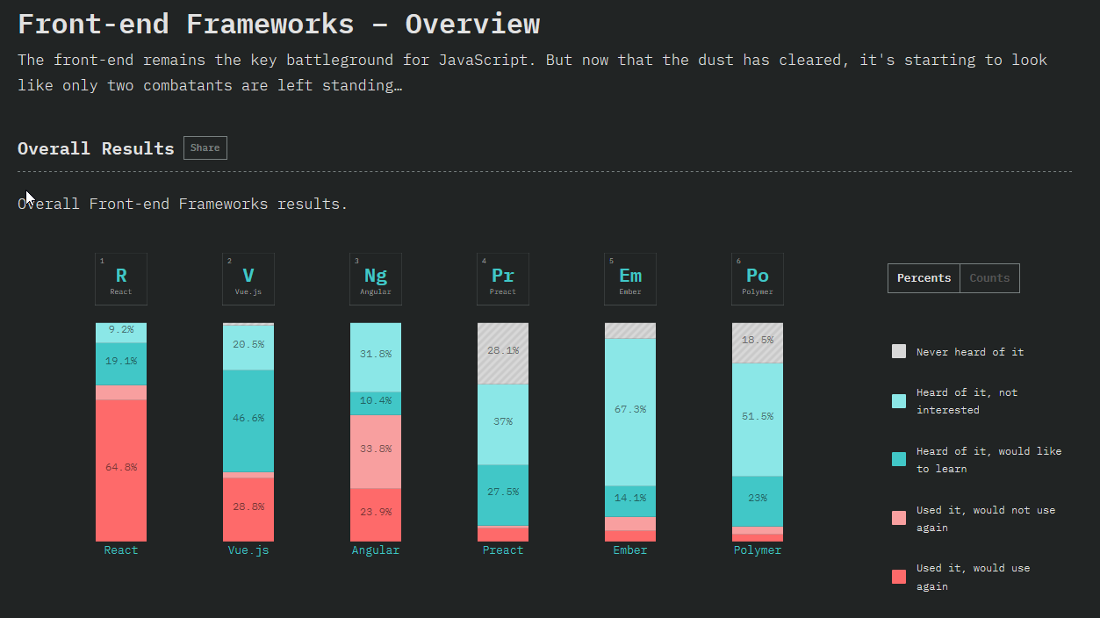 Front-end Frameworks – Overview
The front-end remains the key battleground for JavaScript. But now that the dust has cleared, it's starting to look
like only two combatants are left standing…
Overall Results
Share
Overall Front-end Frameworks results.
1
R
React
2
V
Vue.js
3
Ng
Angular
4
Pr
Preact
5
Em
Ember
6
Po
Polymer
Percents
Counts
9.2%
19.1%
64.8%
React
20.5%
46.6%
28.8%
Vue.js
31.8%
10.4%
33.8%
23.9%
Angular
28.1%
37%
27.5%
Preact
67.3%
14.1%
Ember
18.5%
51.5%
23%
Polymer
Never heard of it
Heard of it, not
interested
Heard of it, would like
to learn
Used it, would not use
again
Used it, would use
again